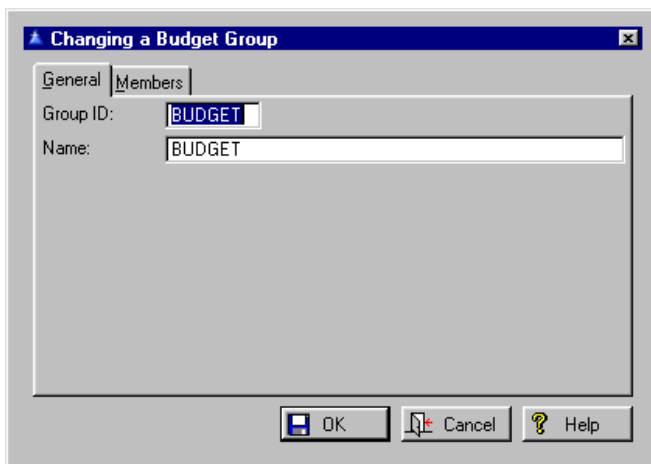 Changing a Budget Group
General Members
Group ID: BUDGET
Name: BUDGET
OK Cancel Help